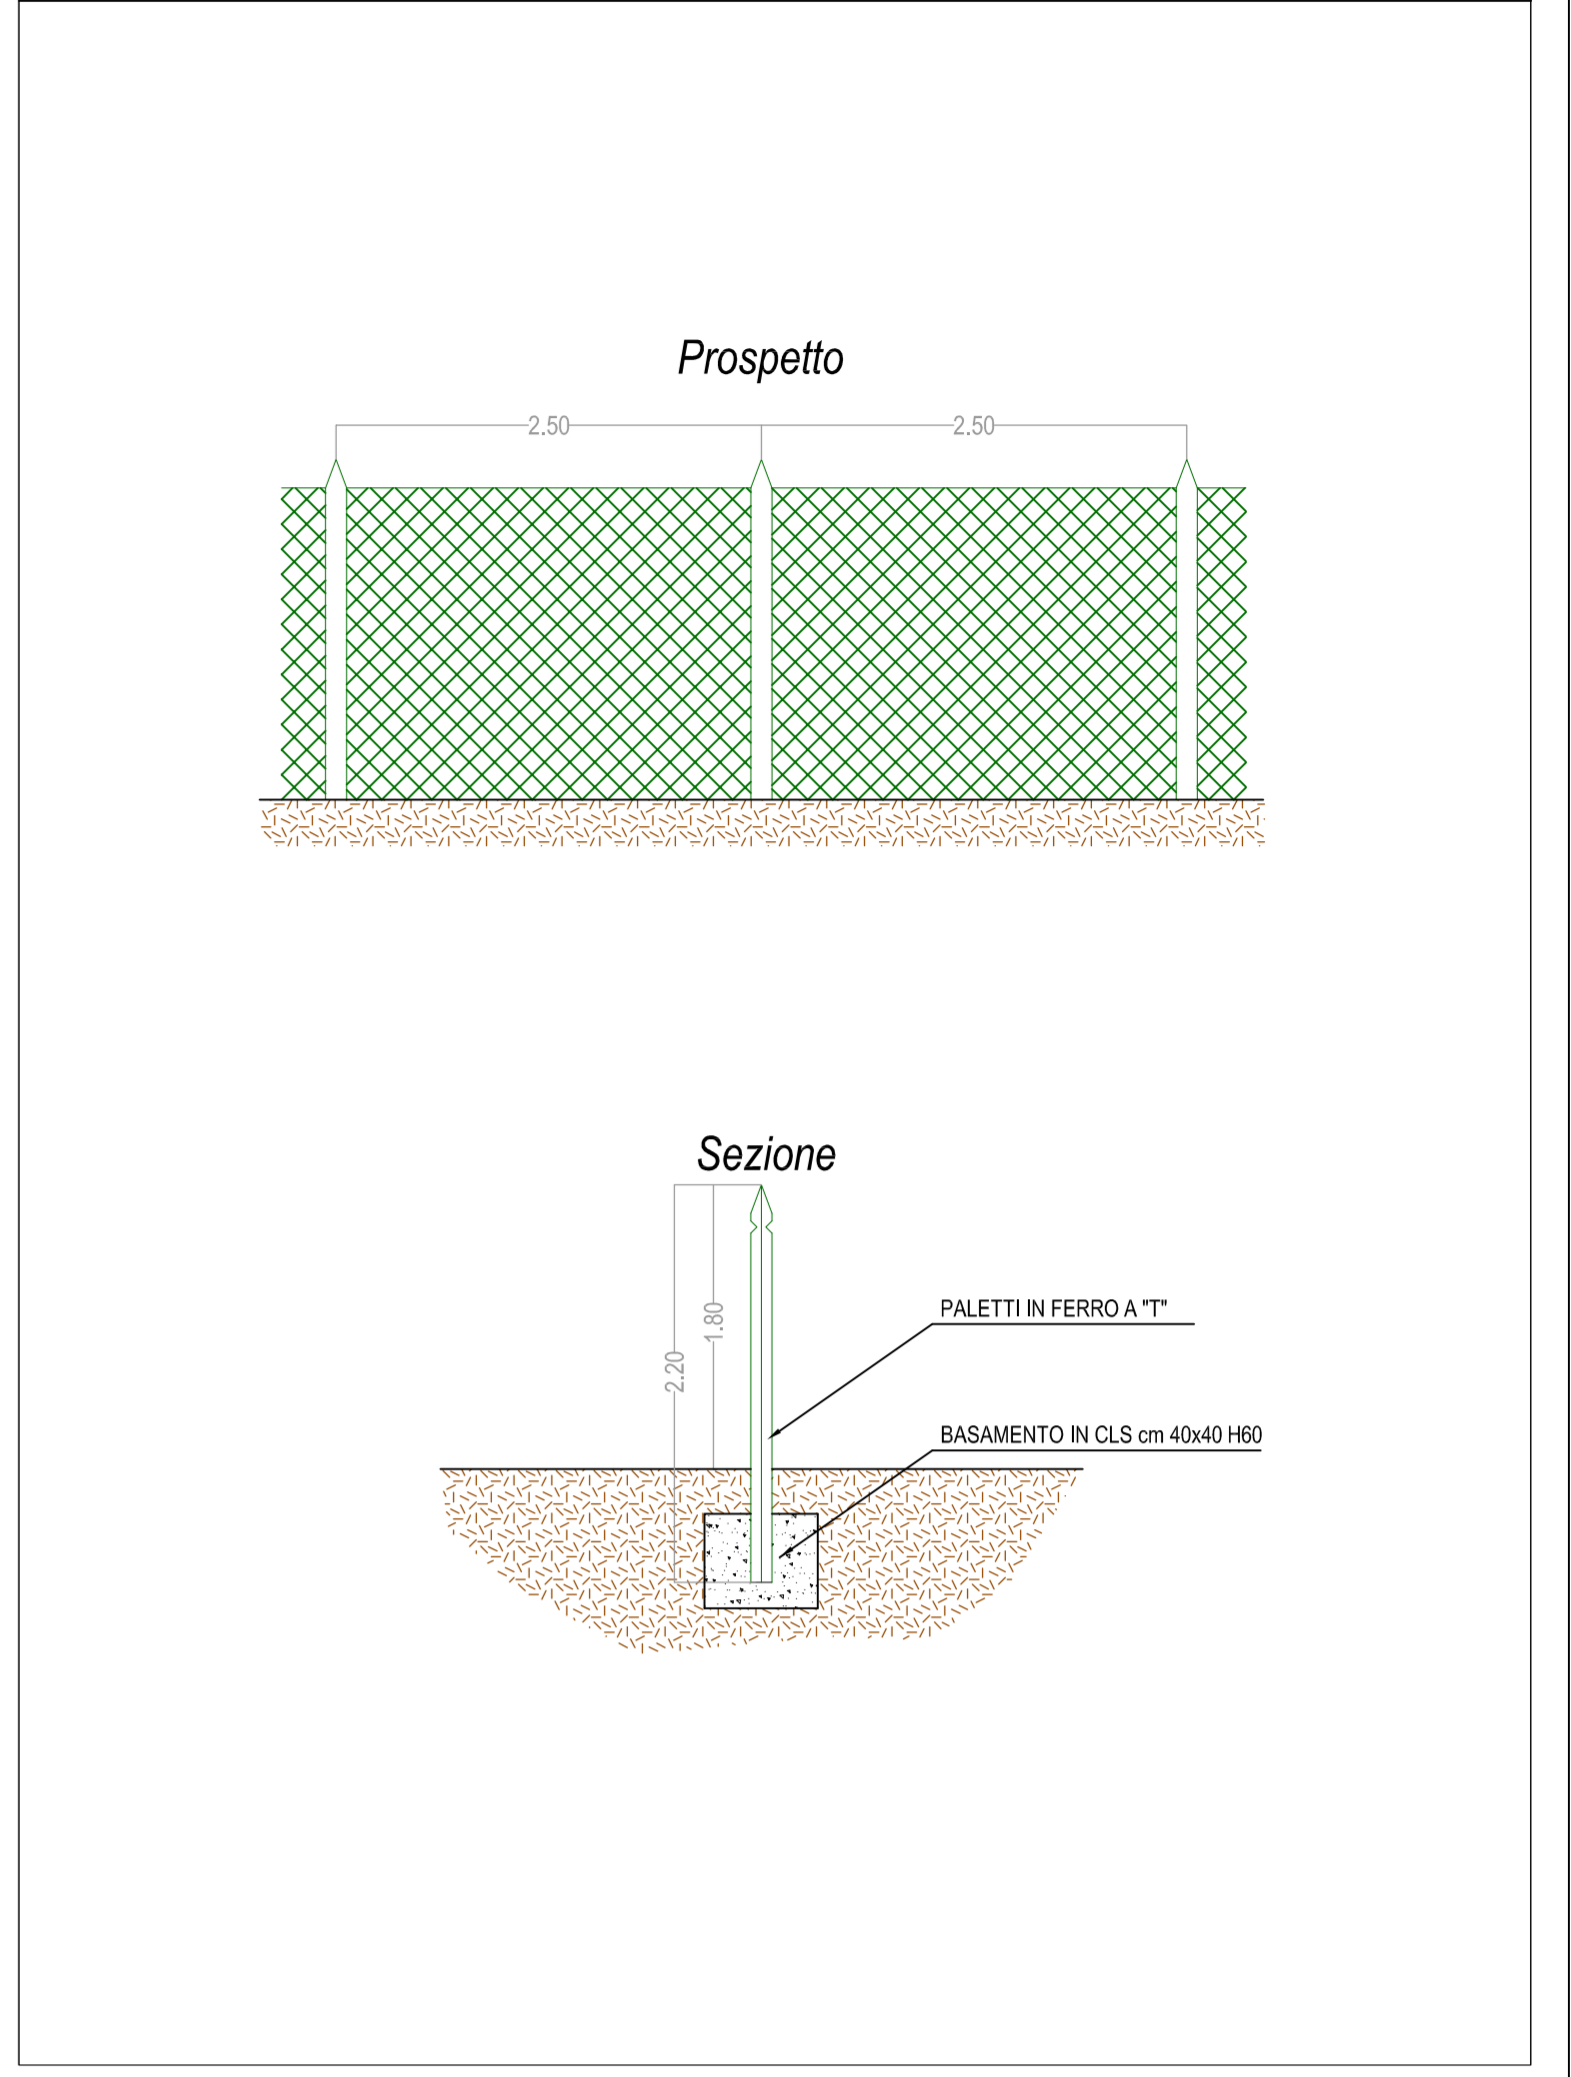 Prospetto
2.50 2.50
Sezione
1.80
2.20
PALETTI IN FERRO A "T"
BASAMENTO IN CLS cm 40x40 H60